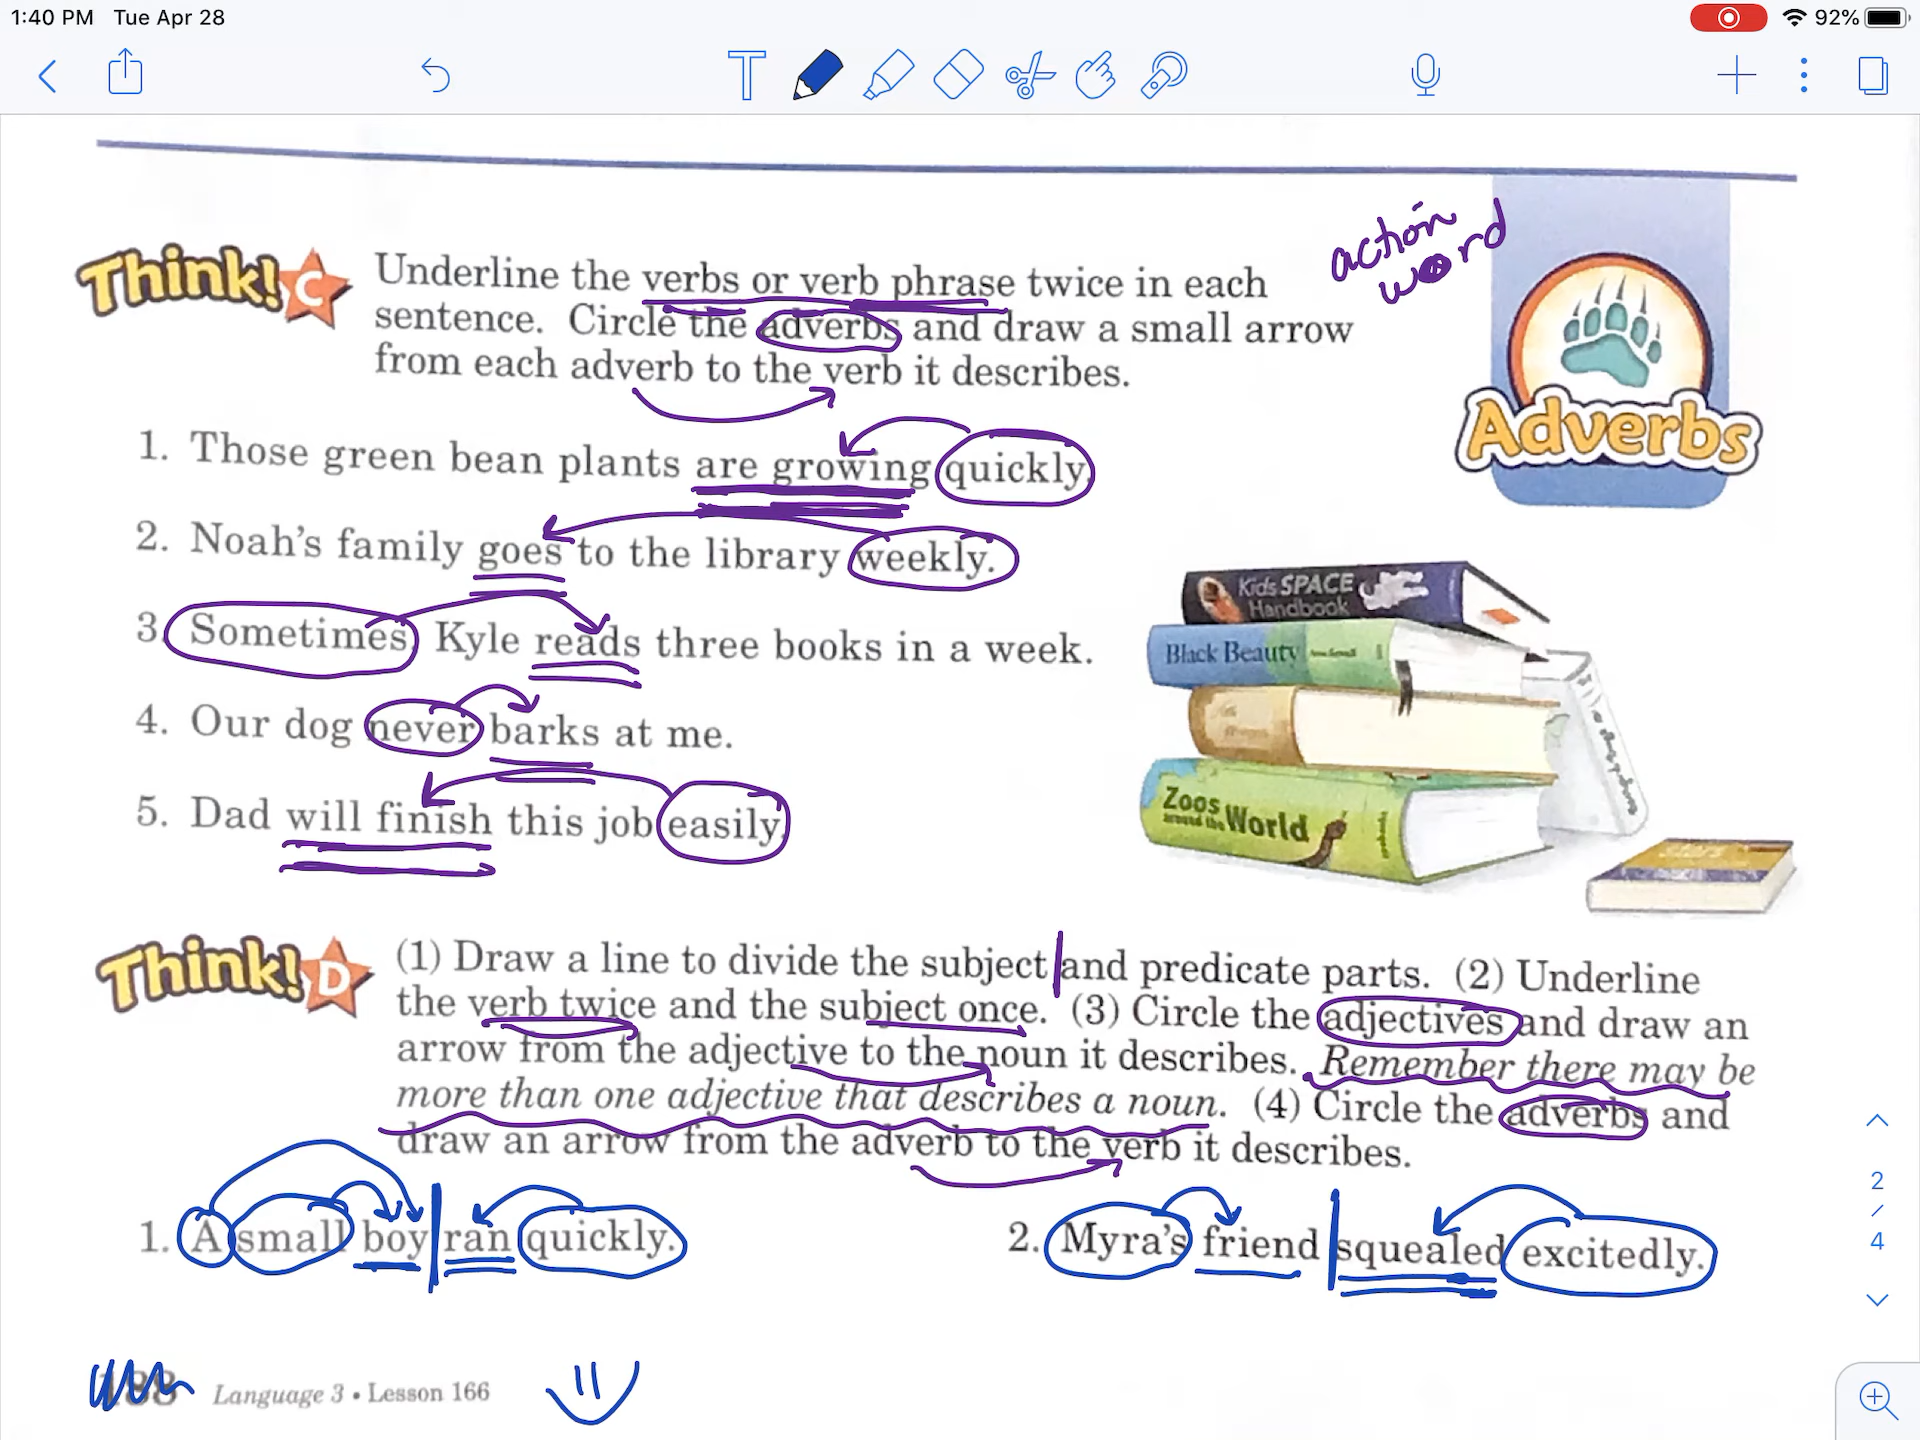 1:40 PM Tue Apr 28
92%
action
word
Think! C
Underline the verbs or verb phrase twice in each
sentence. Circle the adverbs and draw a small arrow
from each adverb to the verb it describes.
Adverbs
1. Those green bean plants are growing quickly.
2. Noah's family goes to the library weekly.
3. Sometimes, Kyle reads three books in a week.
4. Our dog never barks at me.
5. Dad will finish this job easily.
Kids SPACE
Handbook
Black Beauty
Zoos
around the World
Think! D
(1) Draw a line to divide the subject and predicate parts. (2) Underline
the verb twice and the subject once. (3) Circle the adjectives and draw an
arrow from the adjective to the noun it describes. Remember there may be
more than one adjective that describes a noun. (4) Circle the adverbs and
draw an arrow from the adverb to the verb it describes.
1. A small boy ran quickly.
2. Myra's friend squealed excitedly.
2
/
4
188 Language 3 • Lesson 166